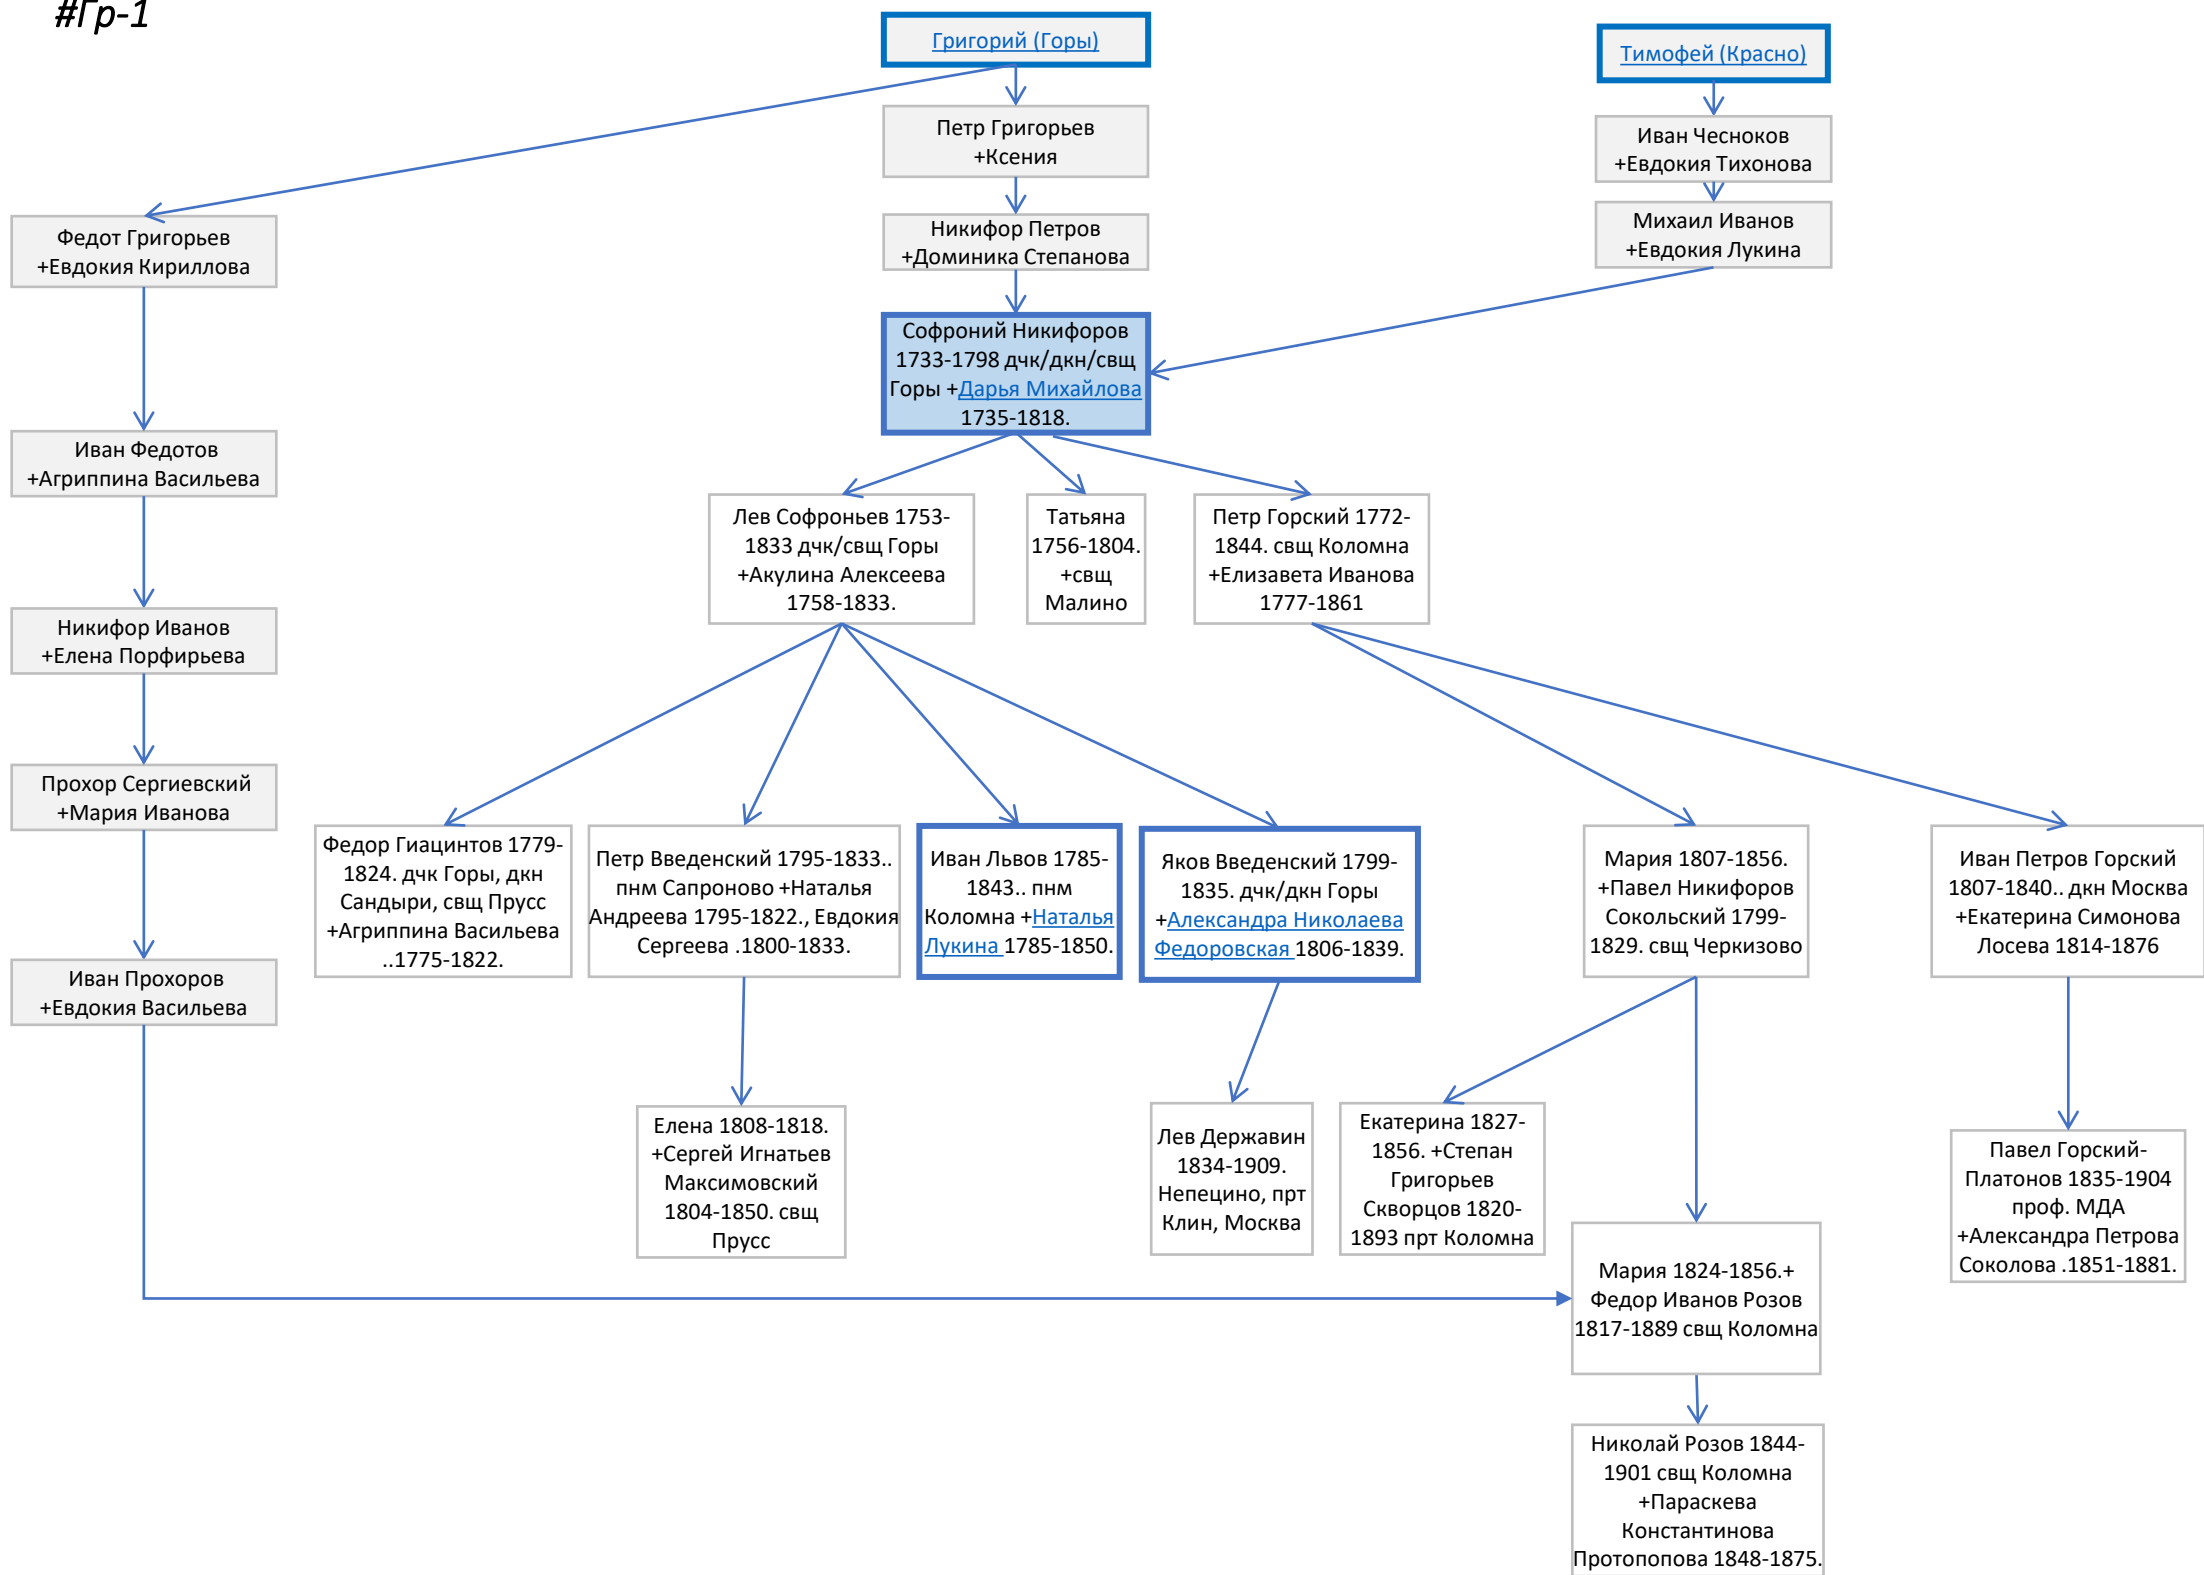 #Гр-1
Григорий (Горы)
Тимофей (Красно)
Петр Григорьев
+Ксения
Иван Чесноков
+Евдокия Тихонова
Федот Григорьев
+Евдокия Кириллова
Никифор Петров
+Доминика Степанова
Михаил Иванов
+Евдокия Лукина
Софроний Никифоров
1733-1798 дчк/дкн/свщ
Горы +Дарья Михайлова
1735-1818.
Иван Федотов
+Агриппина Васильева
Лев Софроньев 1753-
1833 дчк/свщ Горы
+Акулина Алексеева
1758-1833.
Татьяна
1756-1804.
+свщ
Малино
Петр Горский 1772-
1844. свщ Коломна
+Елизавета Иванова
1777-1861
Никифор Иванов
+Елена Порфирьева
Прохор Сергиевский
+Мария Иванова
Федор Гиацинтов 1779-
1824. дчк Горы, дкн
Сандыри, свщ Прусс
+Агриппина Васильева
..1775-1822.
Петр Введенский 1795-1833..
пнм Сапроново +Наталья
Андреева 1795-1822., Евдокия
Сергеева .1800-1833.
Иван Львов 1785-
1843.. пнм
Коломна +Наталья
Лукина 1785-1850.
Яков Введенский 1799-
1835. дчк/дкн Горы
+Александра Николаева
Федоровская 1806-1839.
Мария 1807-1856.
+Павел Никифоров
Сокольский 1799-
1829. свщ Черкизово
Иван Петров Горский
1807-1840.. дкн Москва
+Екатерина Симонова
Лосева 1814-1876
Иван Прохоров
+Евдокия Васильева
Елена 1808-1818.
+Сергей Игнатьев
Максимовский
1804-1850. свщ
Прусс
Лев Державин
1834-1909.
Непецино, прт
Клин, Москва
Екатерина 1827-
1856. +Степан
Григорьев
Скворцов 1820-
1893 прт Коломна
Павел Горский-
Платонов 1835-1904
проф. МДА
+Александра Петрова
Соколова .1851-1881.
Мария 1824-1856.+
Федор Иванов Розов
1817-1889 свщ Коломна
Николай Розов 1844-
1901 свщ Коломна
+Параскева
Константинова
Протопопова 1848-1875.